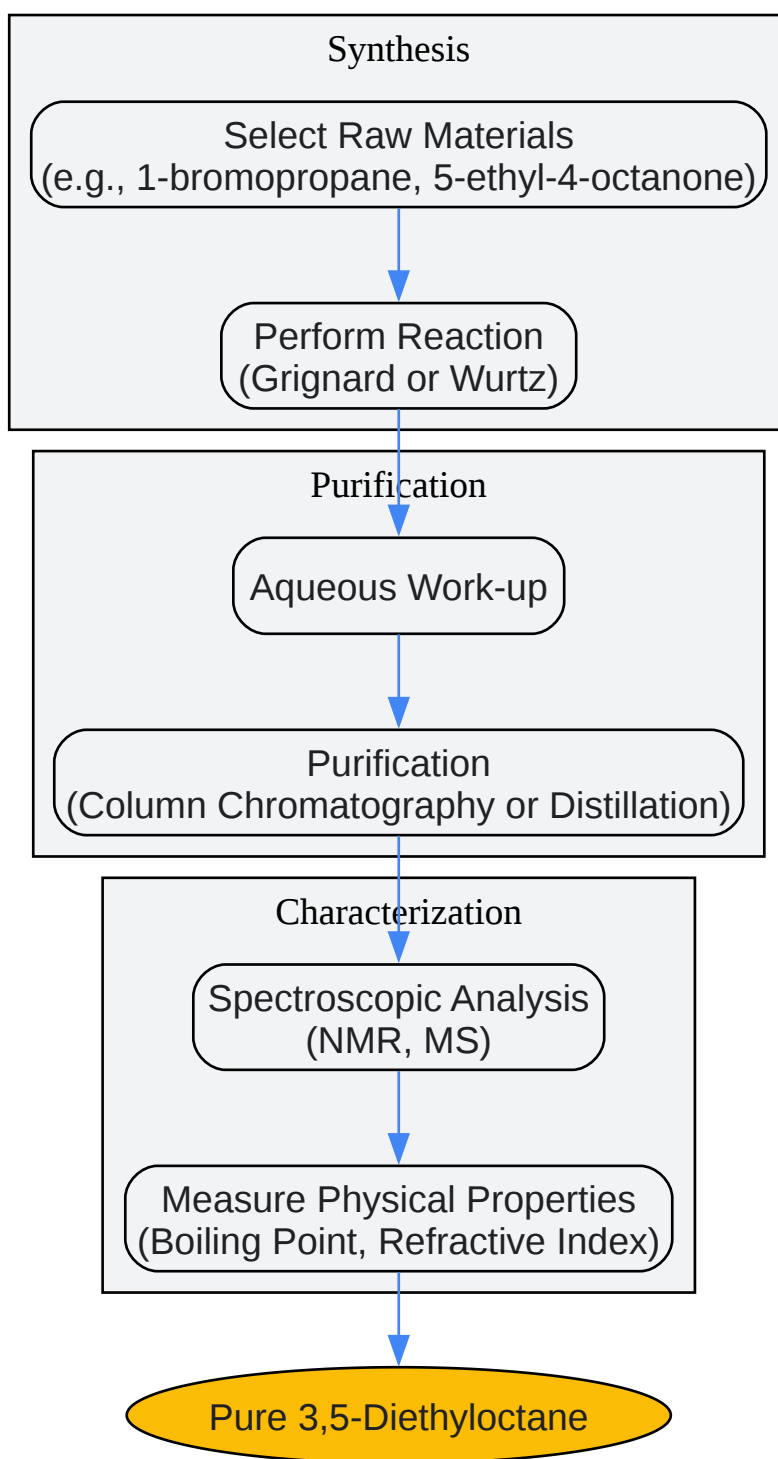 Synthesis
Select Raw Materials
(e.g., 1-bromopropane, 5-ethyl-4-octanone)
Perform Reaction
(Grignard or Wurtz)
Purification
Aqueous Work-up
Purification
(Column Chromatography or Distillation)
Characterization
Spectroscopic Analysis
(NMR, MS)
Measure Physical Properties
(Boiling Point, Refractive Index)
Pure 3,5-Diethyloctane